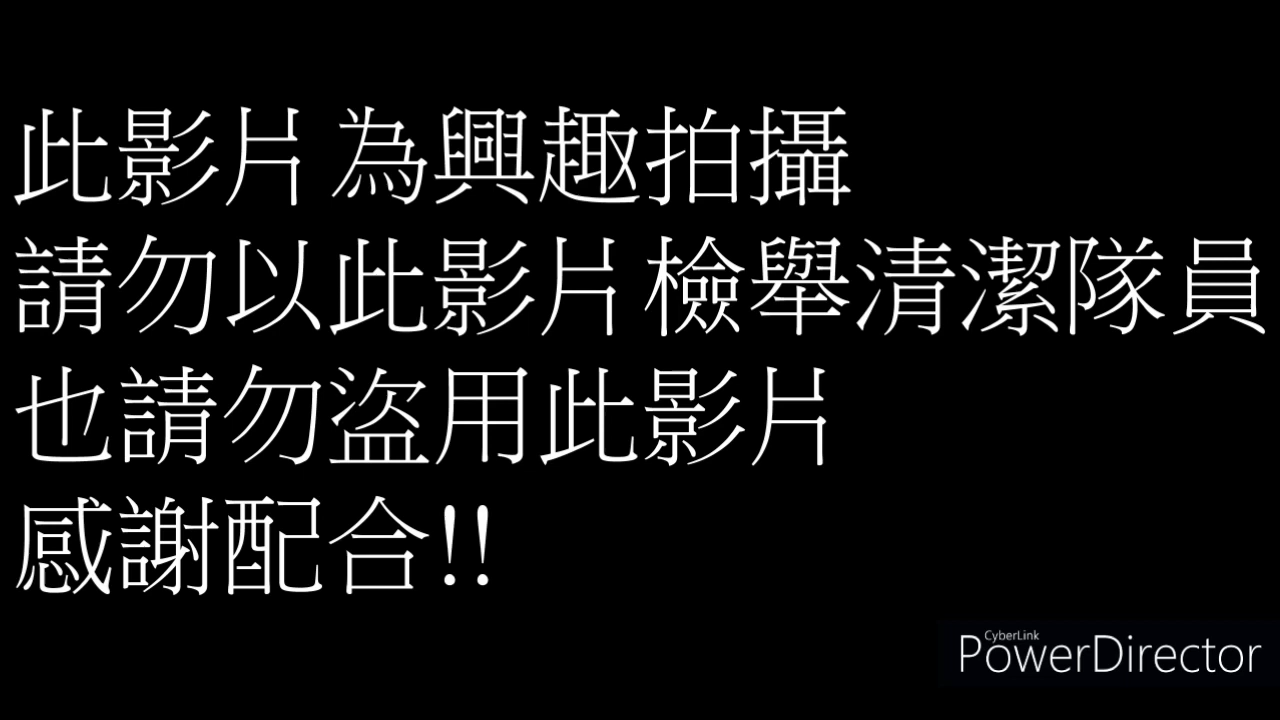 此影片為興趣拍攝
請勿以此影片檢舉清潔隊員
也請勿盜用此影片
感謝配合!!
CyberLink
PowerDirector